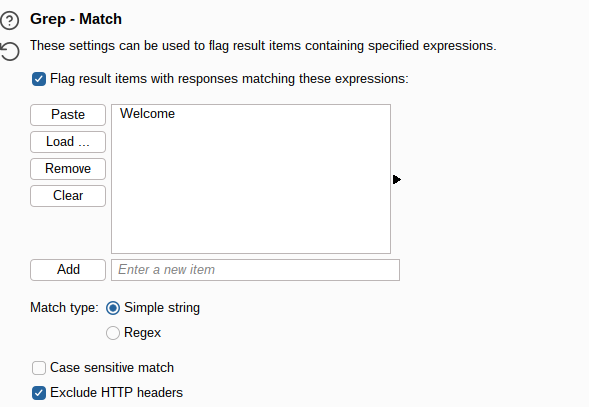 Grep - Match
These settings can be used to flag result items containing specified expressions.
Flag result items with responses matching these expressions:
Paste
Welcome
Load ...
Remove
Clear
Add
Enter a new item
Match type:
Simple string
Regex
Case sensitive match
Exclude HTTP headers